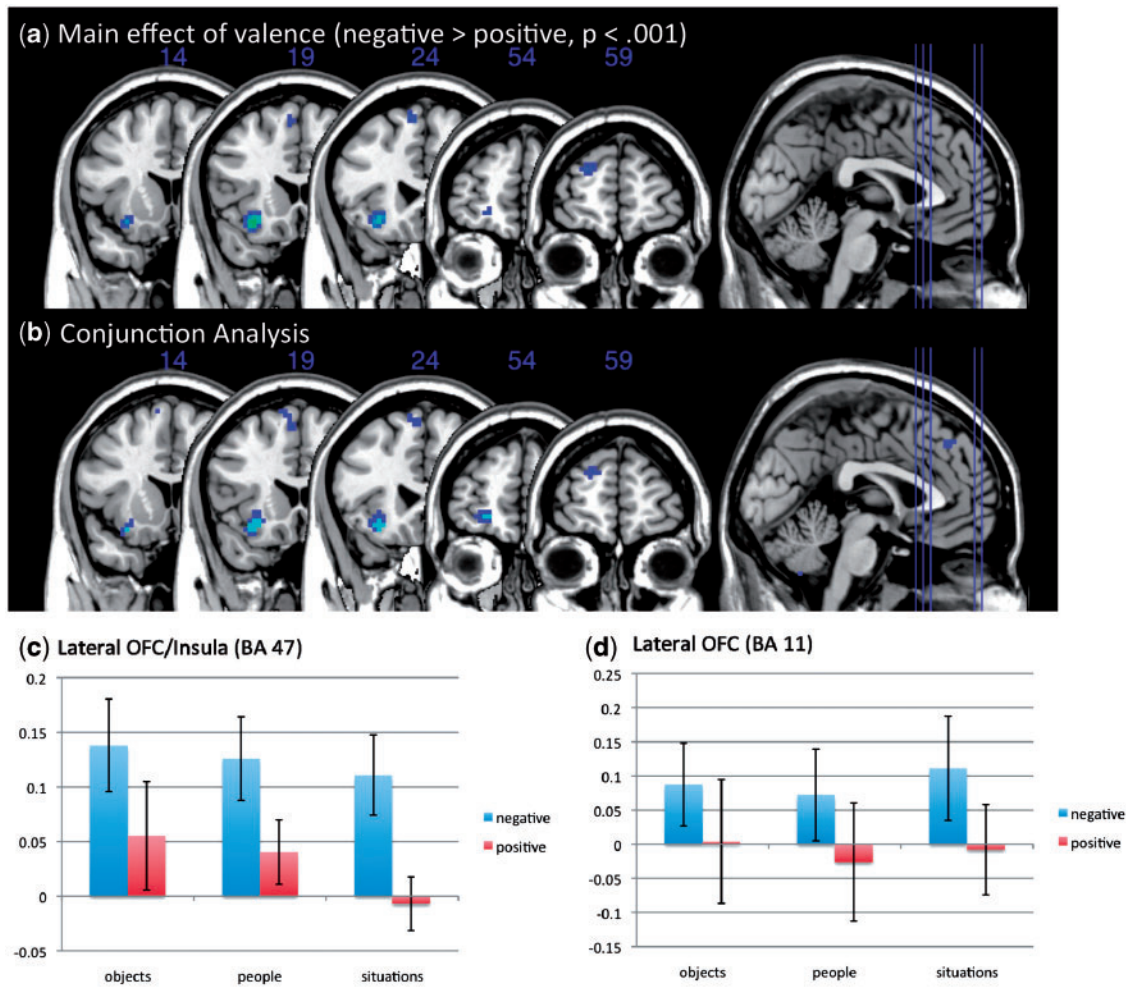 (a) Main effect of valence (negative > positive, p < .001)
14 19 24 54 59
(b) Conjunction Analysis
14 19 24 54 59
(c) Lateral OFC/Insula (BA 47)
0.2
0.15
0.1
0.05
0
-0.05
objects people situations
negative
positive
(d) Lateral OFC (BA 11)
0.25
0.2
0.15
0.1
0.05
0
-0.05
-0.1
-0.15
objects people situations
negative
positive